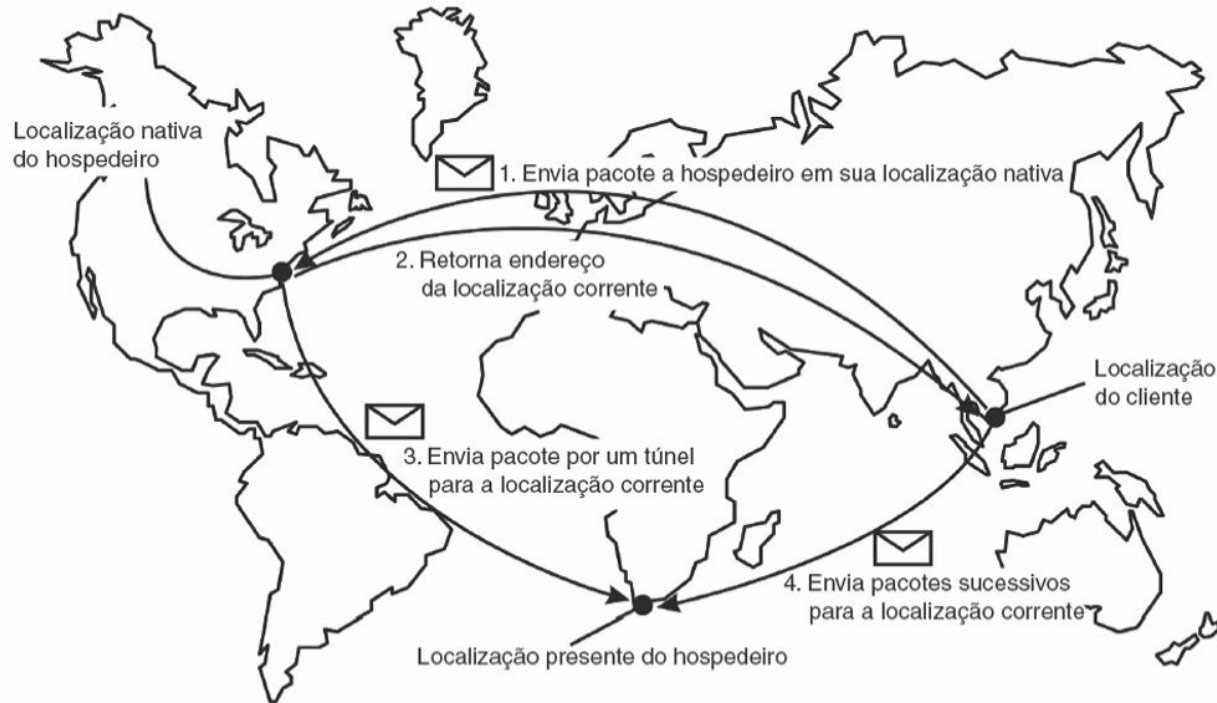 Localização nativa
do hospedeiro
1. Envia pacote a hospedeiro em sua localização nativa
2. Retorna endereço
da localização corrente
Localização
do cliente
3. Envia pacote por um túnel
para a localização corrente
4. Envia pacotes sucessivos
para a localização corrente
Localização presente do hospedeiro